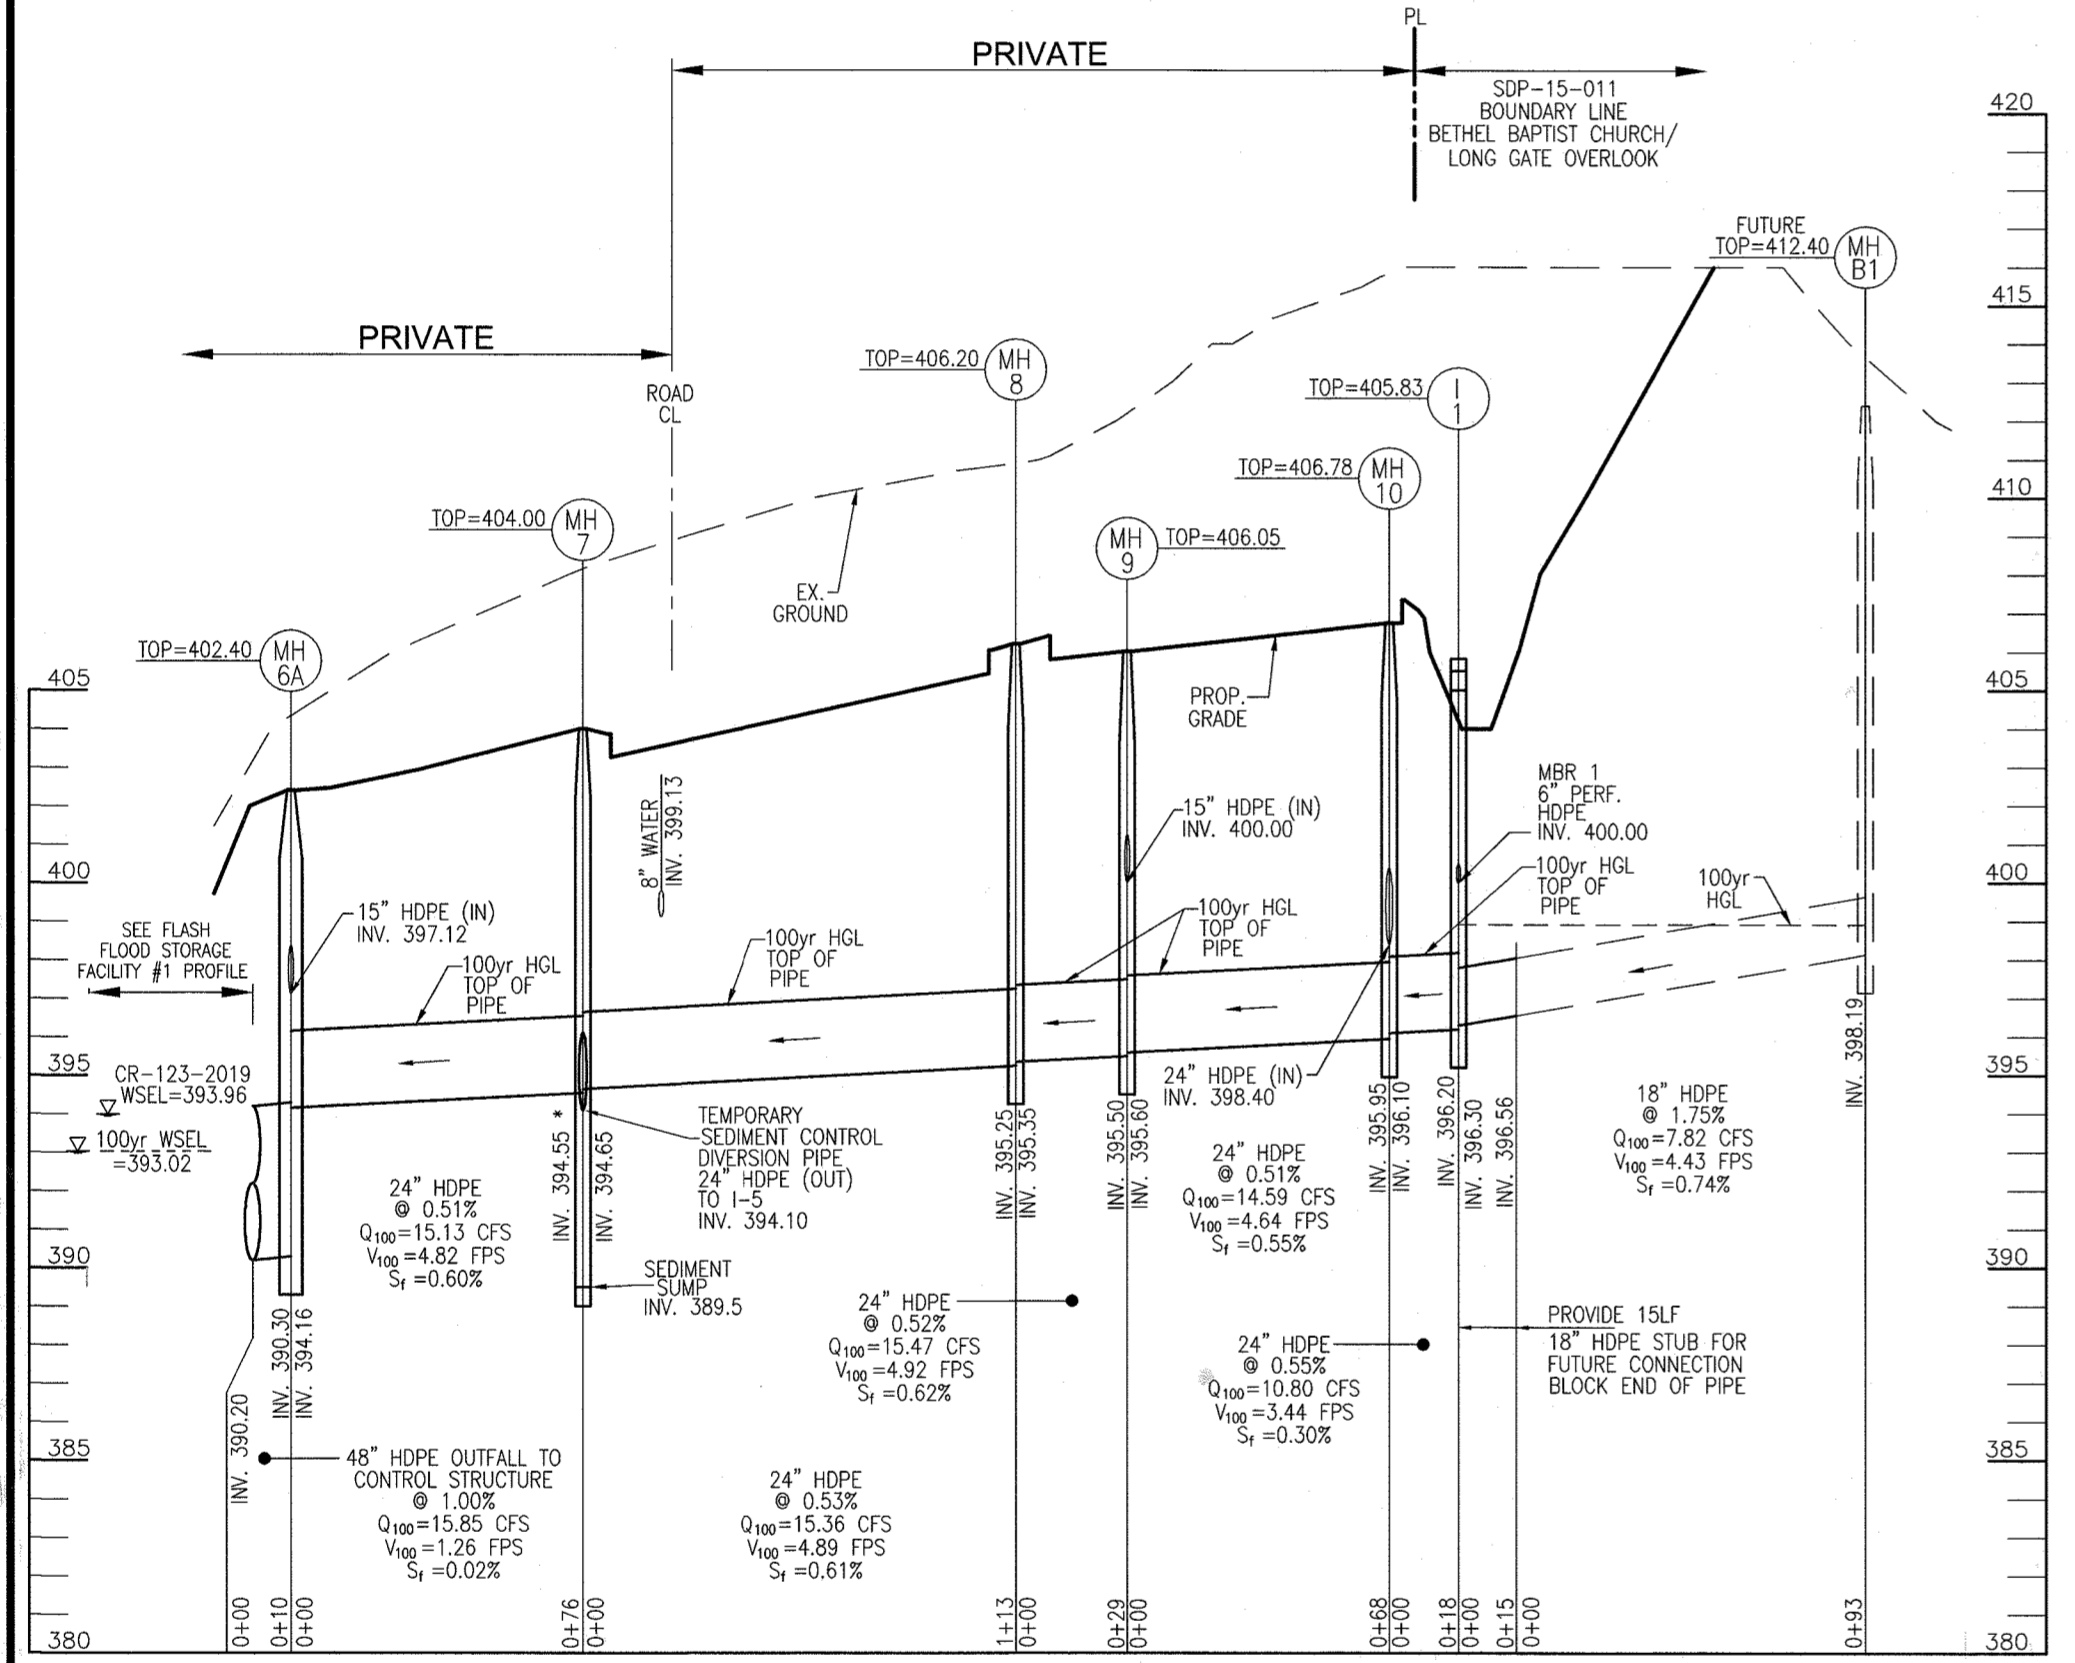 PL
PRIVATE
SDP-15-011
BOUNDARY LINE
BETHEL BAPTIST CHURCH/
LONG GATE OVERLOOK
420
FUTURE
TOP=412.40
MH
B1
415
PRIVATE
ROAD
CL
TOP=406.20
MH
8
TOP=405.83
I
1
TOP=406.78
MH
10
410
TOP=404.00
MH
7
MH
9
TOP=406.05
EX.
GROUND
TOP=402.40
MH
6A
405
405
PROP.
GRADE
8" WATER
INV. 399.13
15" HDPE (IN)
INV. 400.00
MBR 1
6" PERF.
HDPE
INV. 400.00
400
400
100yr HGL
TOP OF
PIPE
100yr
HGL
15" HDPE (IN)
INV. 397.12
SEE FLASH
FLOOD STORAGE
FACILITY #1 PROFILE
100yr HGL
TOP OF
PIPE
100yr HGL
TOP OF
PIPE
100yr HGL
TOP OF
PIPE
395
395
CR-123-2019
WSEL=393.96
100yr WSEL
=393.02
INV. 394.55 *
INV. 394.65
TEMPORARY
SEDIMENT CONTROL
DIVERSION PIPE
24" HDPE (OUT)
TO I-5
INV. 394.10
INV. 395.25
INV. 395.35
INV. 395.50
INV. 395.60
24" HDPE (IN)
INV. 398.40
INV. 395.95
INV. 396.10
INV. 396.20
INV. 396.30
INV. 396.56
INV. 398.19
18" HDPE
@ 1.75%
Q100=7.82 CFS
V100=4.43 FPS
Sf=0.74%
24" HDPE
@ 0.51%
Q100=15.13 CFS
V100=4.82 FPS
Sf=0.60%
24" HDPE
@ 0.51%
Q100=14.59 CFS
V100=4.64 FPS
Sf=0.55%
390
390
SEDIMENT
SUMP
INV. 389.5
24" HDPE
@ 0.52%
Q100=15.47 CFS
V100=4.92 FPS
Sf=0.62%
24" HDPE
@ 0.55%
Q100=10.80 CFS
V100=3.44 FPS
Sf=0.30%
PROVIDE 15LF
18" HDPE STUB FOR
FUTURE CONNECTION
BLOCK END OF PIPE
INV. 390.20
INV. 390.30
INV. 394.16
385
385
48" HDPE OUTFALL TO
CONTROL STRUCTURE
@ 1.00%
Q100=15.85 CFS
V100=1.26 FPS
Sf=0.02%
24" HDPE
@ 0.53%
Q100=15.36 CFS
V100=4.89 FPS
Sf=0.61%
380
0+00
0+10
0+00
0+76
0+00
1+13
0+00
0+29
0+00
0+68
0+00
0+18
0+00
0+15
0+00
0+93
380